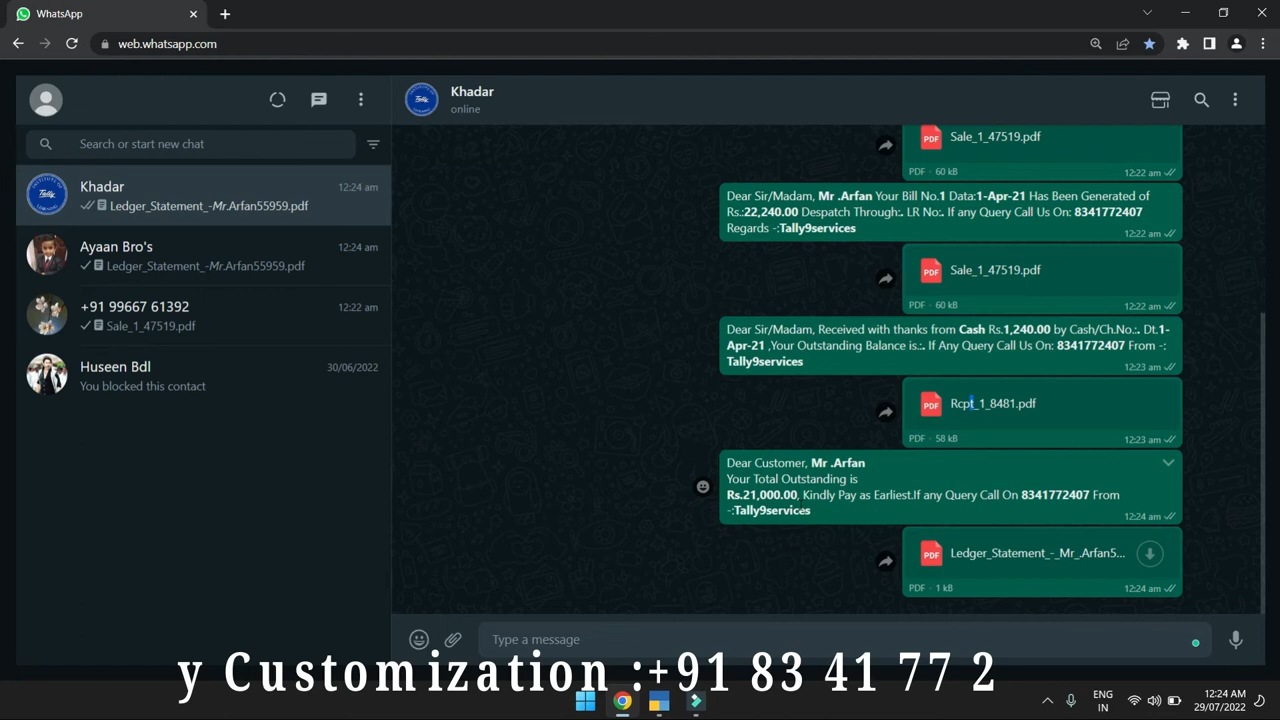 WhatsApp
web.whatsapp.com
Khadar
online
Search or start new chat
Khadar
12:24 am
Ledger_Statement_-Mr.Arfan55959.pdf
Ayaan Bro's
12:24 am
Ledger_Statement_-Mr.Arfan55959.pdf
+91 99667 61392
12:22 am
Sale_1_47519.pdf
Huseen Bdl
30/06/2022
You blocked this contact
Sale_1_47519.pdf
PDF • 60 kB
12:22 am
Dear Sir/Madam, Mr .Arfan Your Bill No.1 Data:1-Apr-21 Has Been Generated of
Rs.:22,240.00 Despatch Through:. LR No:. If any Query Call Us On: 8341772407
Regards -:Tally9services
12:22 am
Sale_1_47519.pdf
PDF • 60 kB
12:22 am
Dear Sir/Madam, Received with thanks from Cash Rs.1,240.00 by Cash/Ch.No.:. Dt.1-
Apr-21 ,Your Outstanding Balance is.:. If Any Query Call Us On: 8341772407 From -:
Tally9services
12:23 am
Rcpt_1_8481.pdf
PDF • 58 kB
12:23 am
Dear Customer, Mr .Arfan
Your Total Outstanding is
Rs.21,000.00, Kindly Pay as Earliest.If any Query Call On 8341772407 From
-:Tally9services
12:24 am
Ledger_Statement_-_Mr_.Arfan5...
PDF • 1 kB
12:24 am
Type a message
y Customization :+91 83 41 77 2
ENG
IN
12:24 AM
29/07/2022